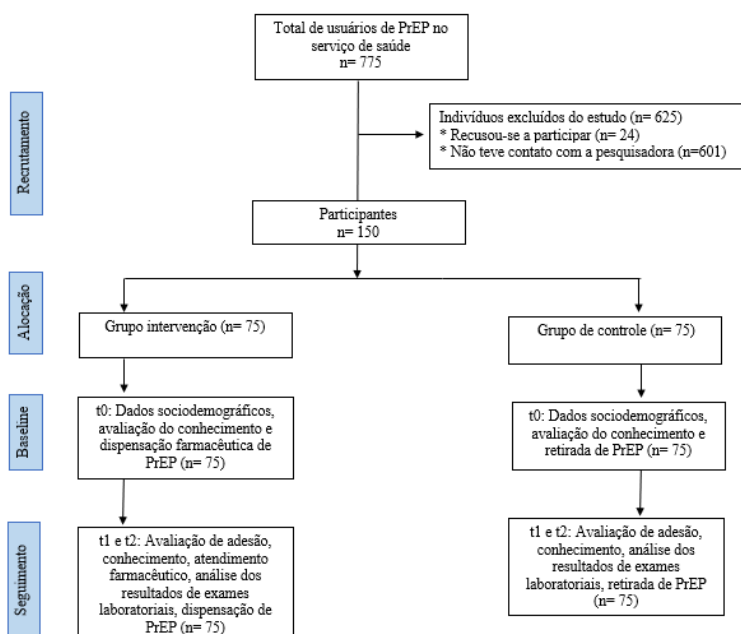 Total de usuários de PrEP no
serviço de saúde
n= 775
Recrutamento
Indivíduos excluídos do estudo (n= 625)
* Recusou-se a participar (n= 24)
* Não teve contato com a pesquisadora (n=601)
Participantes
n= 150
Alocação
Grupo intervenção (n= 75)
Grupo de controle (n= 75)
Baseline
t0: Dados sociodemográficos,
avaliação do conhecimento e
dispensação farmacêutica de
PrEP (n= 75)
t0: Dados sociodemográficos,
avaliação do conhecimento e
retirada de PrEP (n= 75)
Seguimento
t1 e t2: Avaliação de adesão,
conhecimento, atendimento
farmacêutico, análise dos
resultados de exames
laboratoriais, dispensação de
PrEP (n= 75)
t1 e t2: Avaliação de adesão,
conhecimento, análise dos
resultados de exames
laboratoriais, retirada de PrEP
(n= 75)